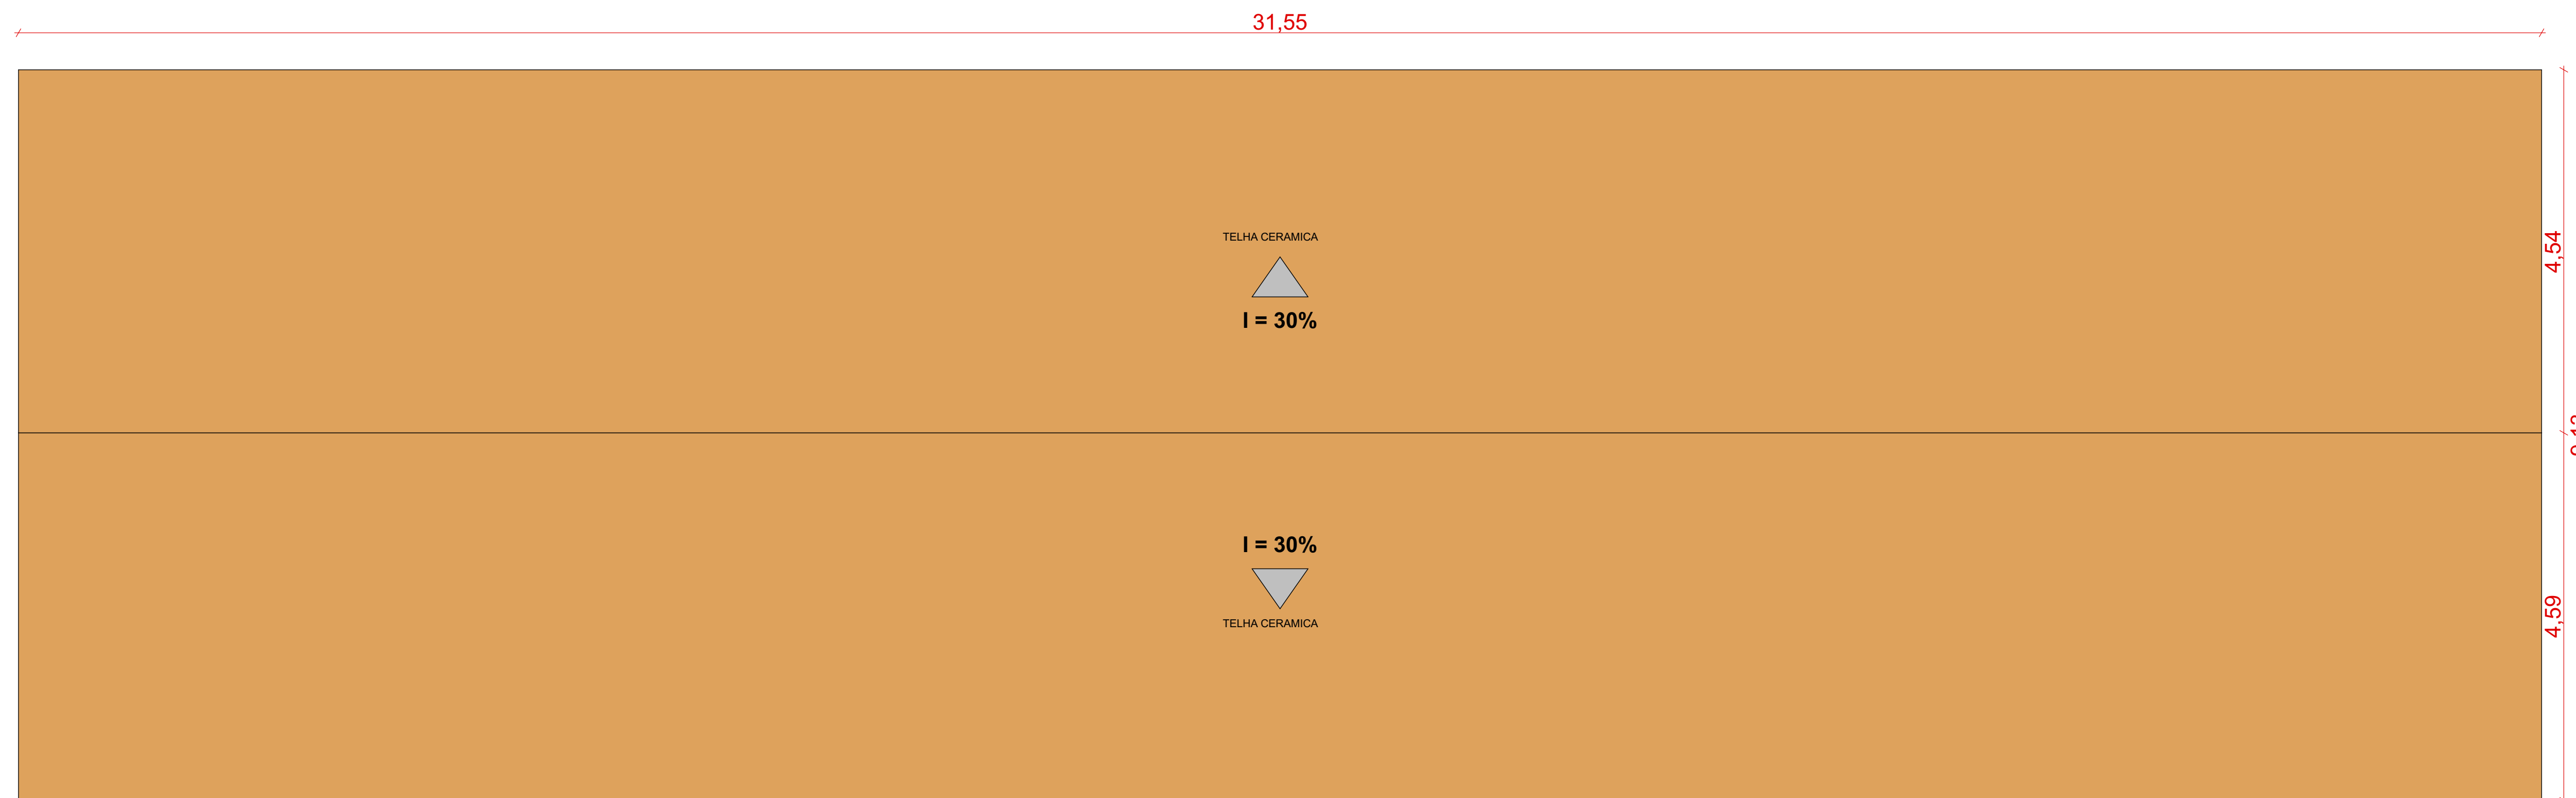 31,55
TELHA CERAMICA
4,54
I = 30%
I = 30%
4,59
TELHA CERAMICA